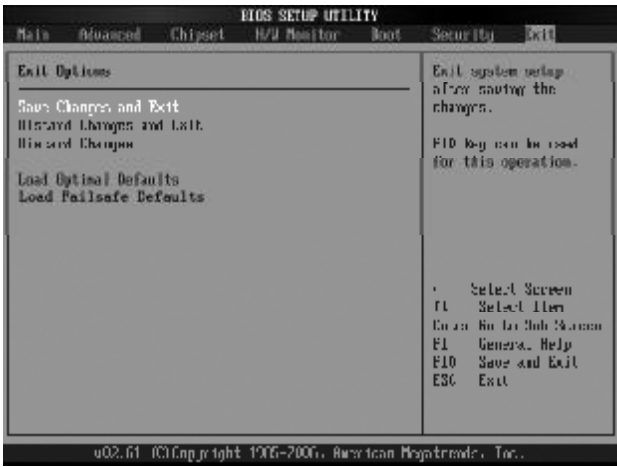 BIOS SETUP UTILITY
Main Advanced Chipset H/W Monitor Boot Security Exit
Exit Options
Save Changes and Exit
Discard Changes and Exit
Discard Changes
Load Optimal Defaults
Load Failsafe Defaults
Exit system setup
after saving the
changes.
F10 Key can be used
for this operation.
Select Screen
↑↓ Select Item
Enter Go to Sub Screen
F1 General Help
F10 Save and Exit
ESC Exit
v02.61 (C)Copyright 1985-2006, American Megatrends, Inc.